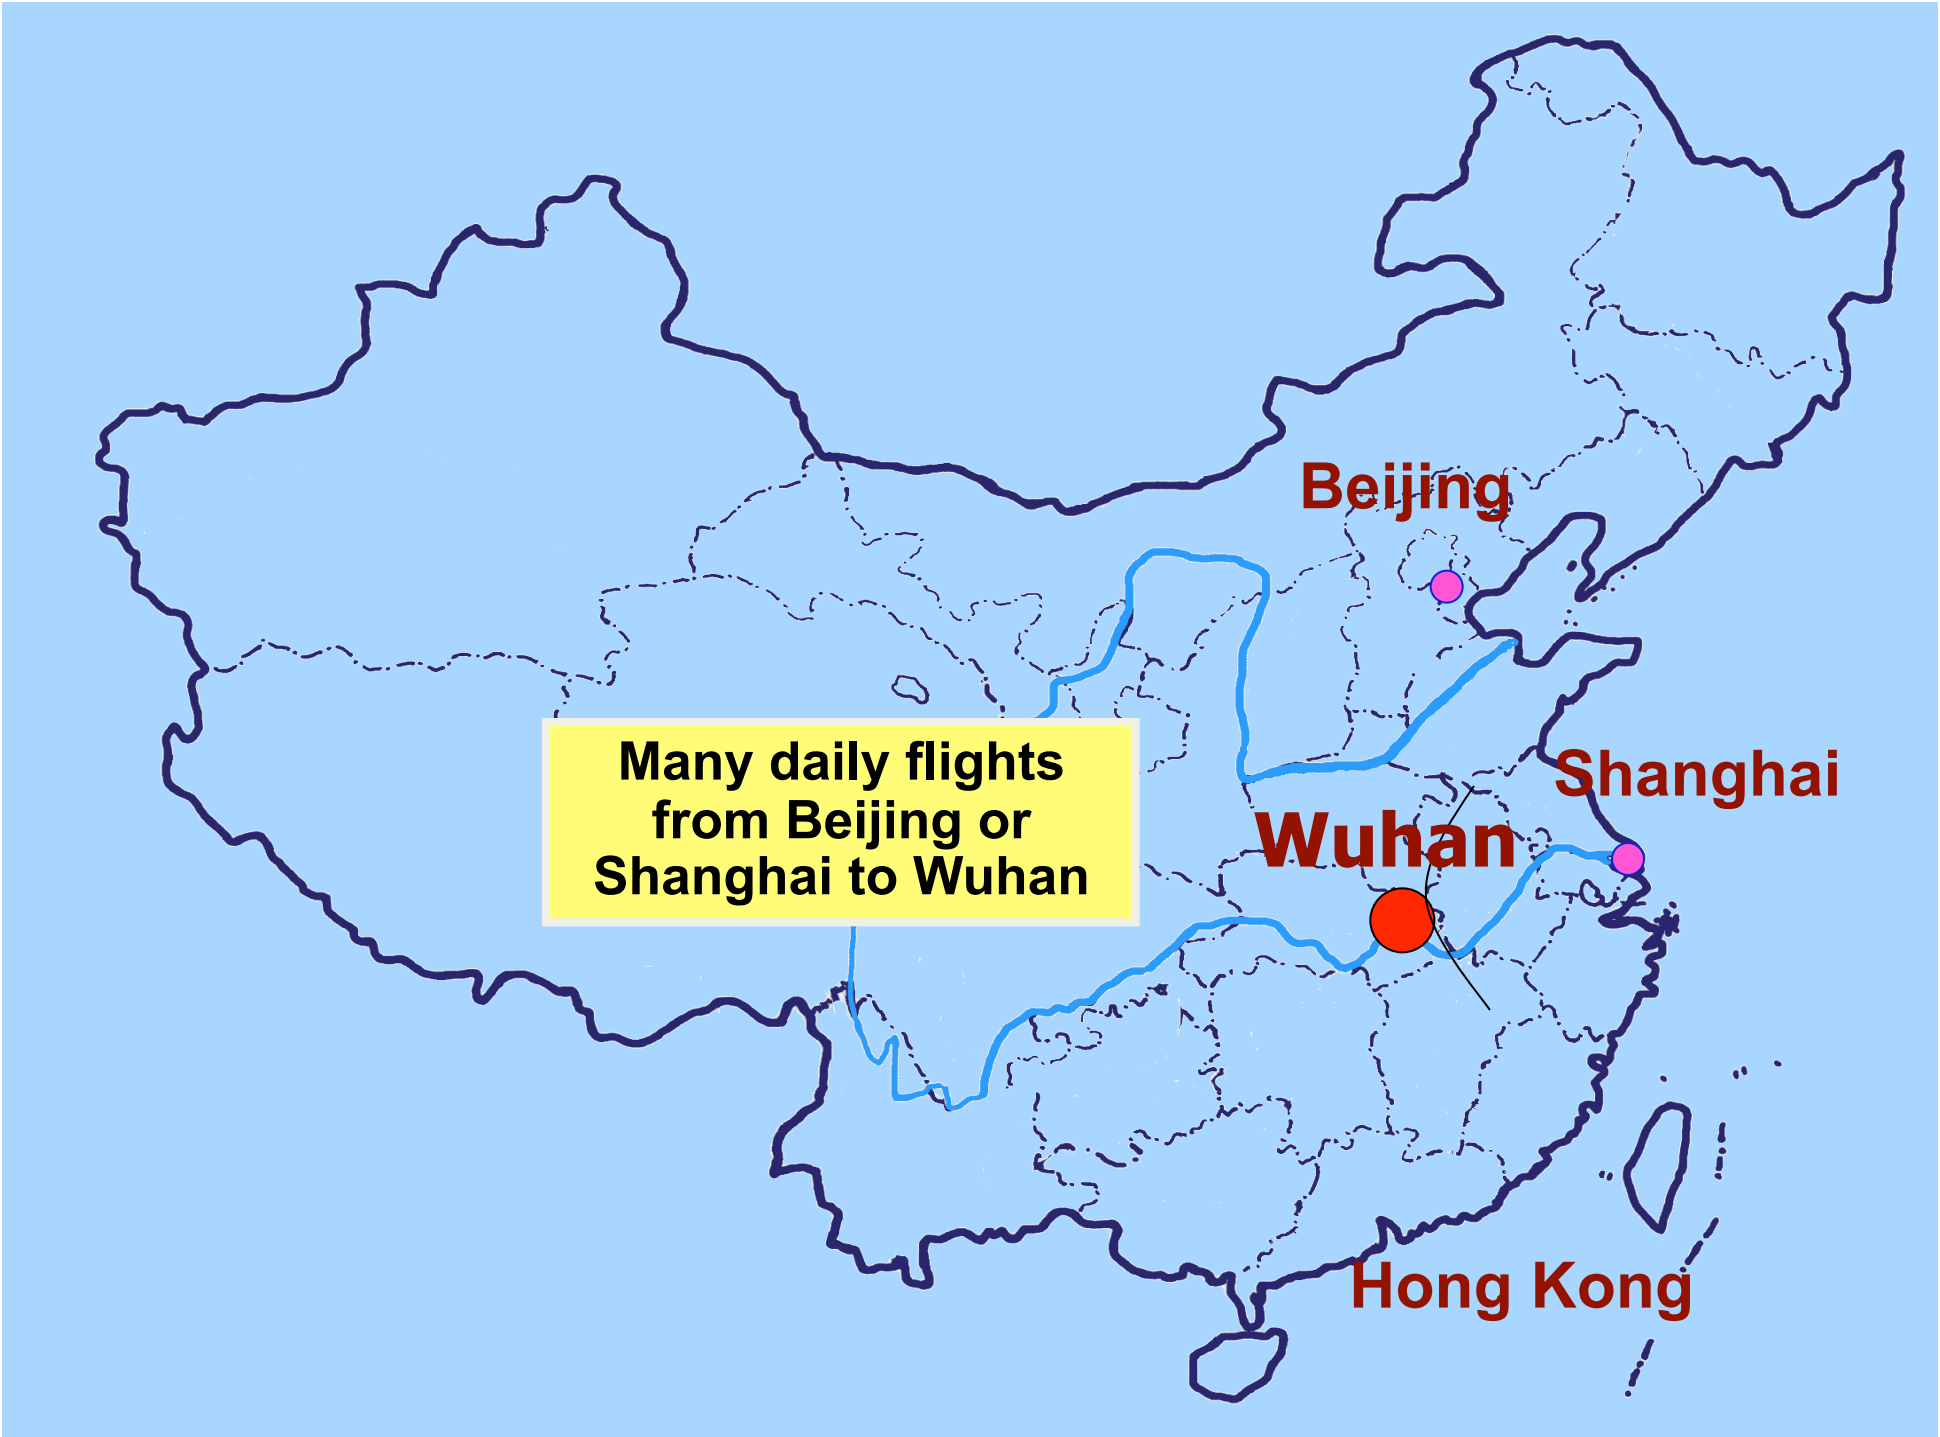 Beijing
Shanghai
Many daily flights
from Beijing or
Shanghai to Wuhan
Wuhan
Hong Kong